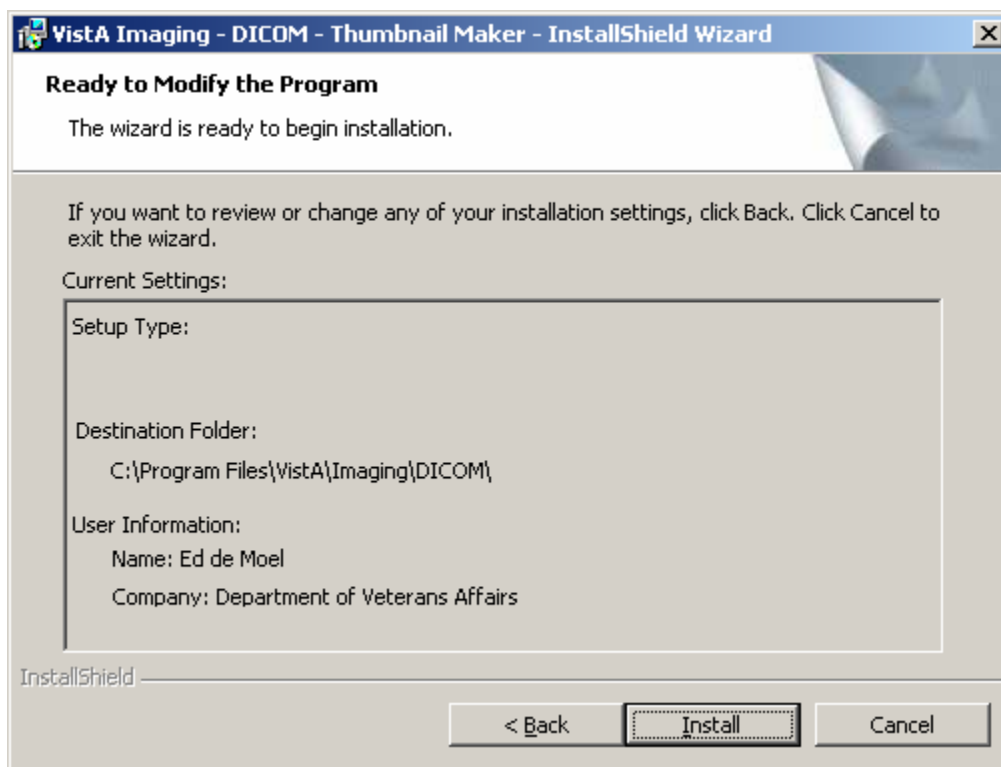 VistA Imaging - DICOM - Thumbnail Maker - InstallShield Wizard
Ready to Modify the Program
The wizard is ready to begin installation.
If you want to review or change any of your installation settings, click Back. Click Cancel to
exit the wizard.
Current Settings:
Setup Type:
Destination Folder:
C:\Program Files\VistA\Imaging\DICOM\
User Information:
Name: Ed de Moel
Company: Department of Veterans Affairs
InstallShield
< Back
Install
Cancel